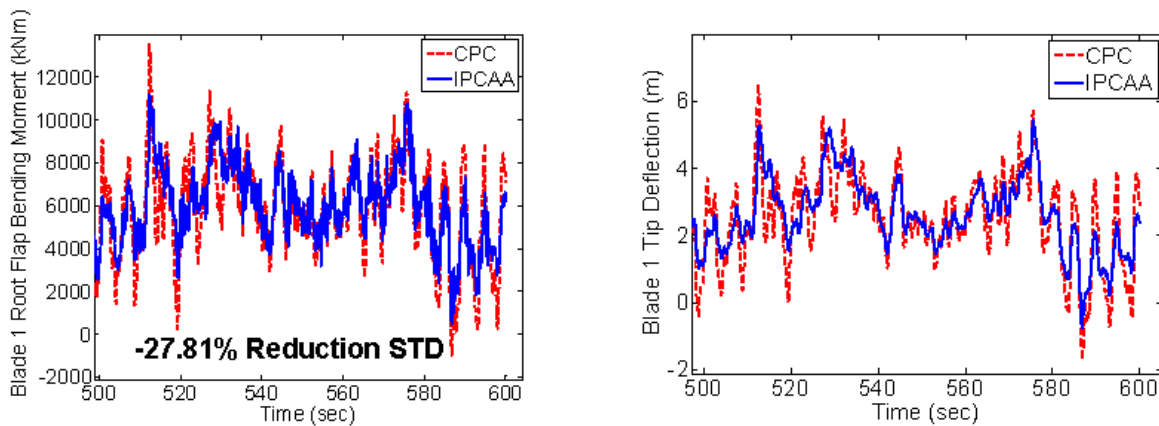 Blade 1 Root Flap Bending Moment (kNm)
12000
10000
8000
6000
4000
2000
0
-2000
CPC
IPCAA
-27.81% Reduction STD
500 520 540 560 580 600
Time (sec)
Blade 1 Tip Deflection (m)
6
4
2
0
-2
CPC
IPCAA
500 520 540 560 580 600
Time (sec)